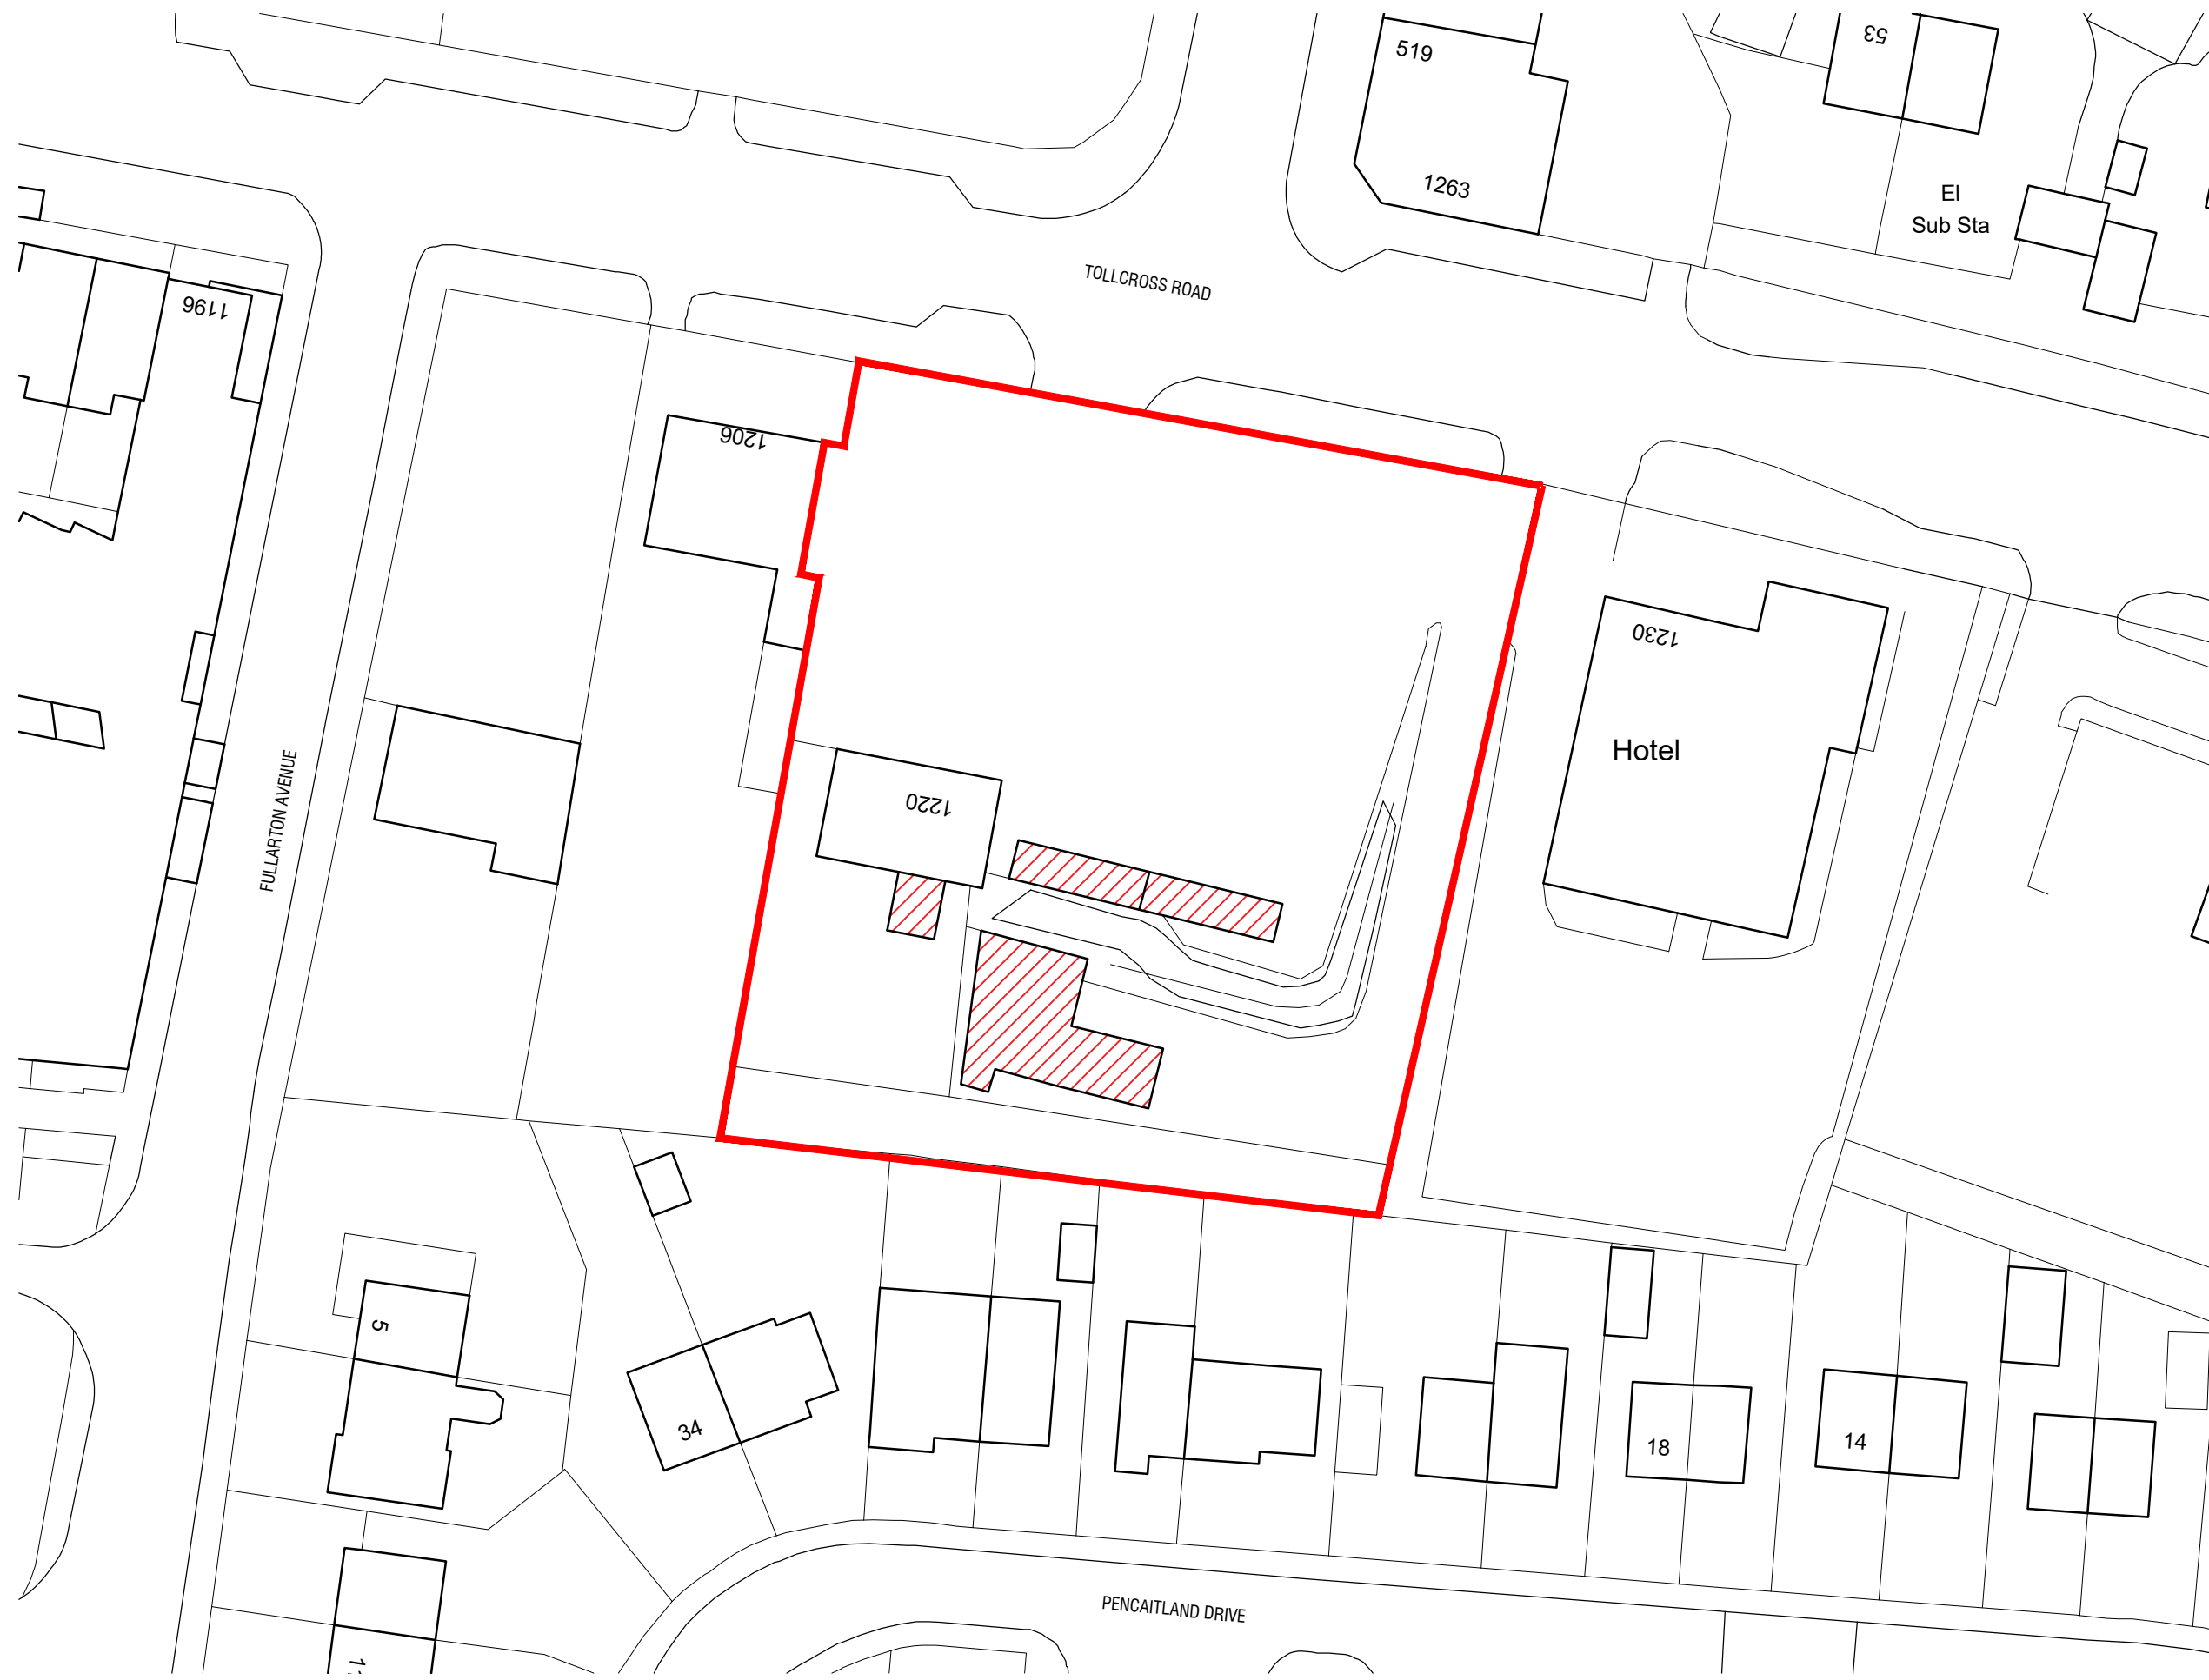 519
53
1263
El
Sub Sta
TOLLCROSS ROAD
1196
1206
1230
Hotel
1220
FULLARTON AVENUE
5
34
18
14
PENCAITLAND DRIVE